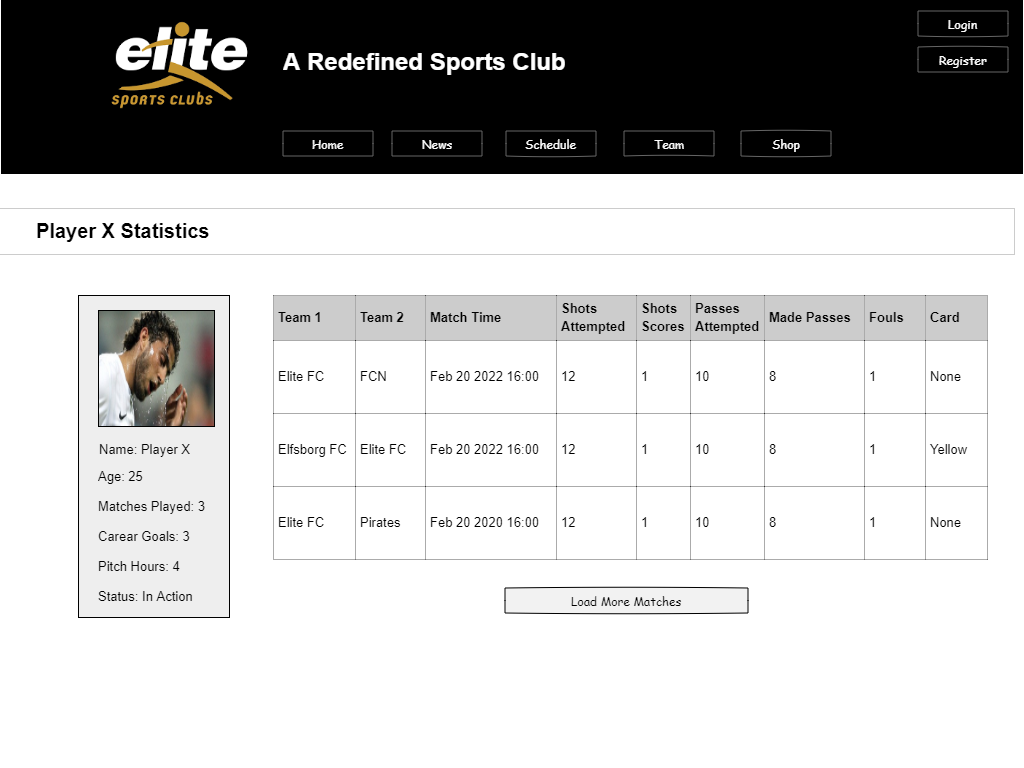 elite
SPORTS CLUBS
A Redefined Sports Club
Login
Register
Home News Schedule Team Shop
Player X Statistics
Name: Player X
Age: 25
Matches Played: 3
Carear Goals: 3
Pitch Hours: 4
Status: In Action
Team 1 Team 2 Match Time Shots Attempted Shots Scores Passes Attempted Made Passes Fouls Card
Elite FC FCN Feb 20 2022 16:00 12 1 10 8 1 None
Elfsborg FC Elite FC Feb 20 2022 16:00 12 1 10 8 1 Yellow
Elite FC Pirates Feb 20 2020 16:00 12 1 10 8 1 None
Load More Matches